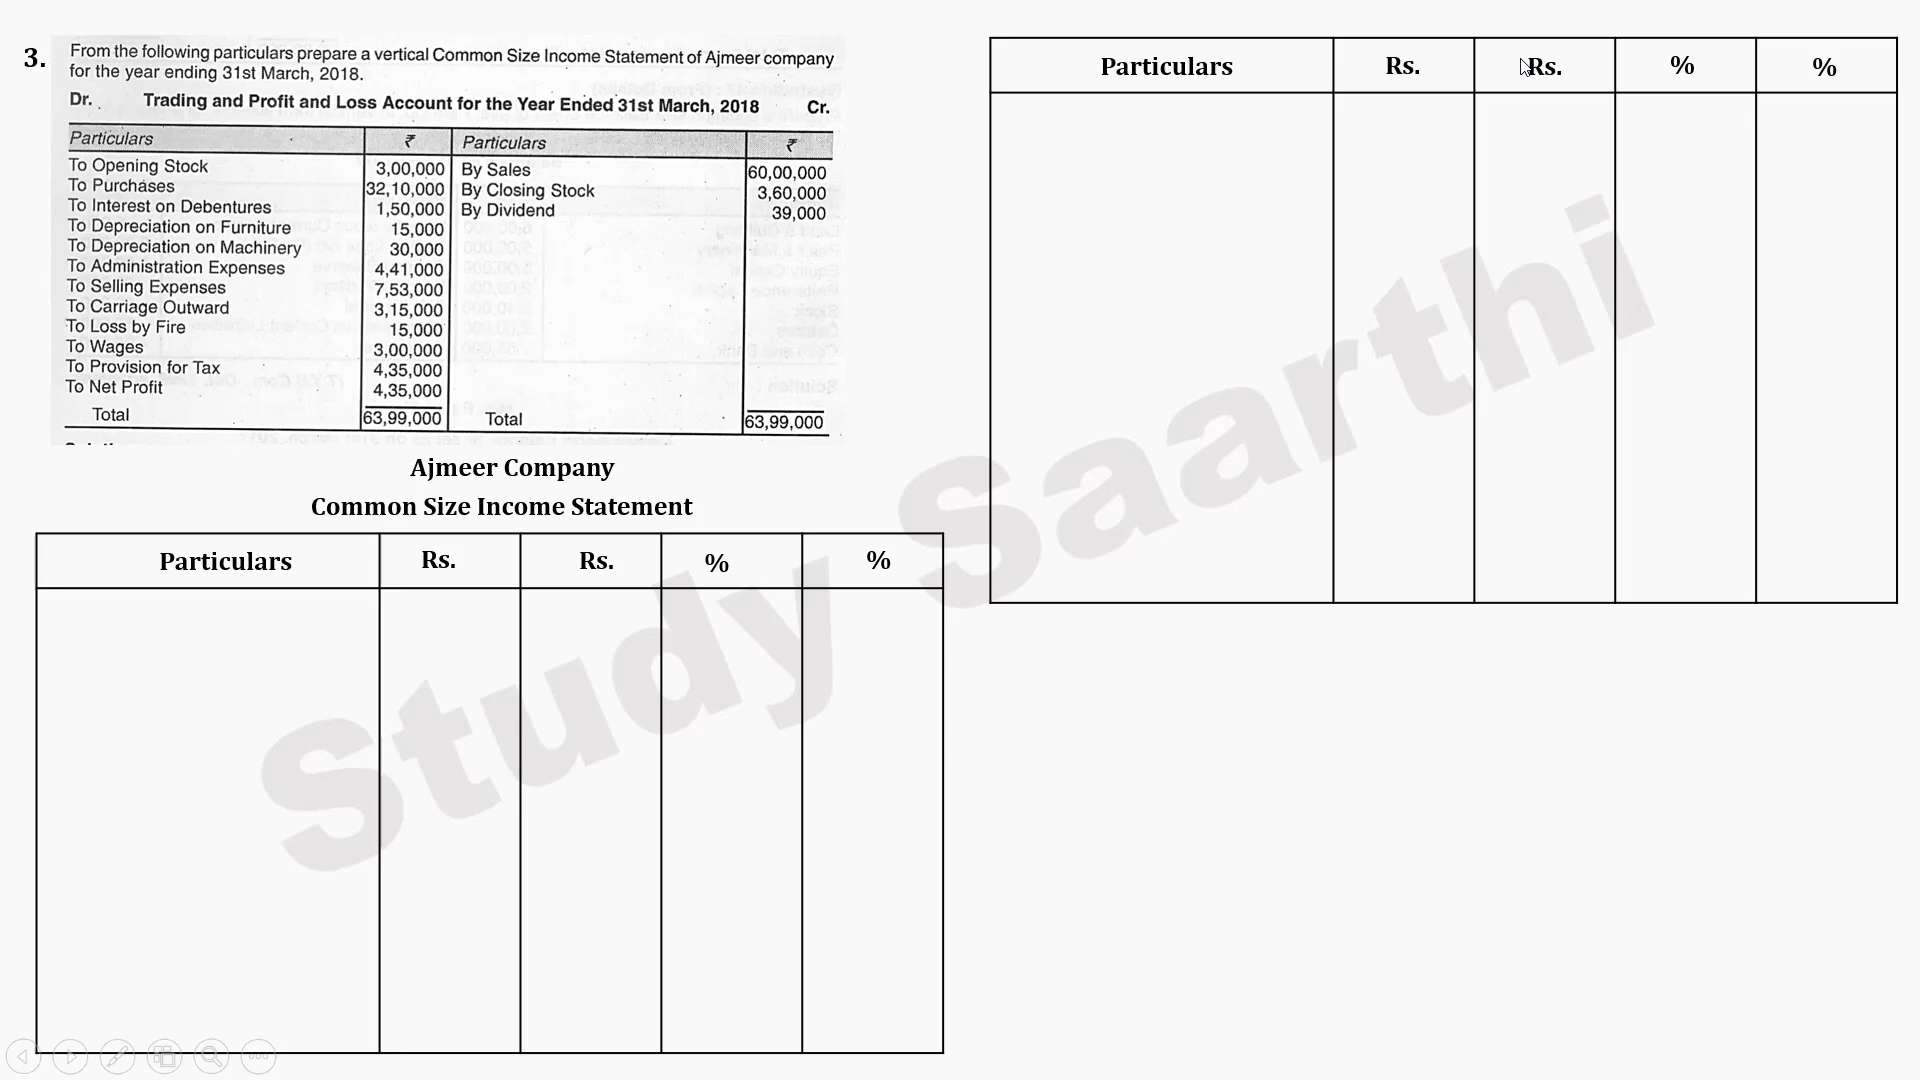 3.
From the following particulars prepare a vertical Common Size Income Statement of Ajmeer company
for the year ending 31st March, 2018.
Dr. Trading and Profit and Loss Account for the Year Ended 31st March, 2018 Cr.
Particulars ₹ Particulars ₹
To Opening Stock 3,00,000 By Sales 60,00,000
To Purchases 32,10,000 By Closing Stock 3,60,000
To Interest on Debentures 1,50,000 By Dividend 39,000
To Depreciation on Furniture 15,000
To Depreciation on Machinery 30,000
To Administration Expenses 4,41,000
To Selling Expenses 7,53,000
To Carriage Outward 3,15,000
To Loss by Fire 15,000
To Wages 3,00,000
To Provision for Tax 4,35,000
To Net Profit 4,35,000
Total 63,99,000 Total 63,99,000
Ajmeer Company
Common Size Income Statement
Particulars Rs. Rs. % %
Particulars Rs. Rs. % %
Study Saarthi